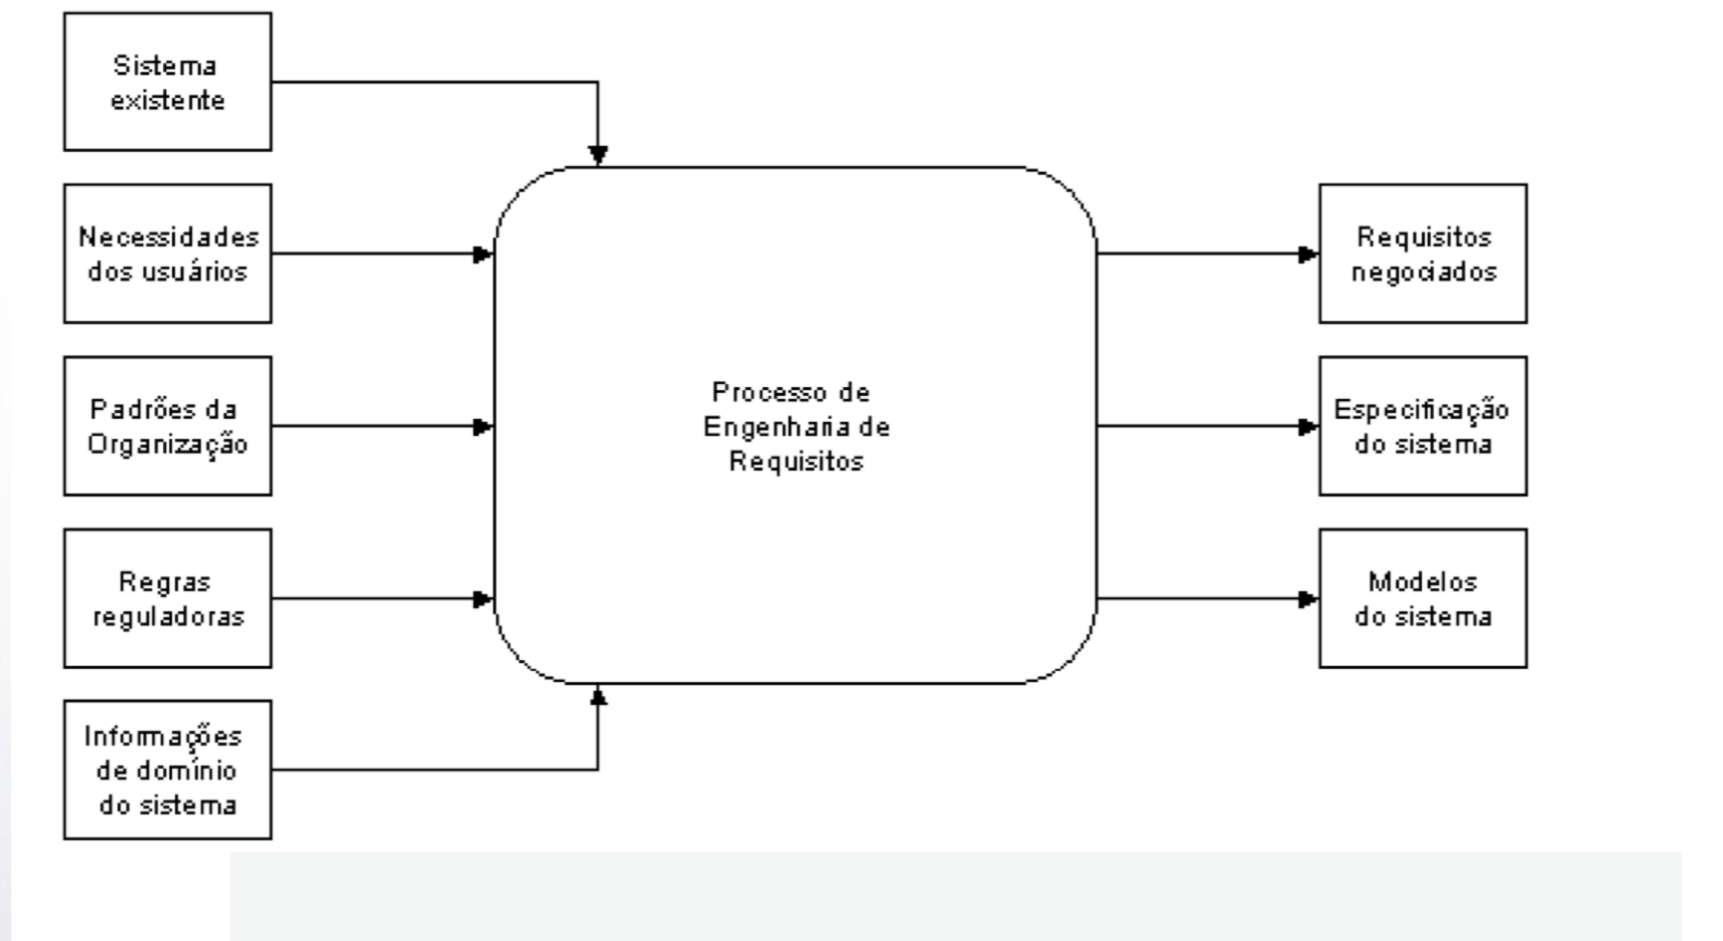 Sistema
existente
Necessidades
dos usuários
Padrões da
Organização
Regras
reguladoras
Informações
de domínio
do sistema
Processo de
Engenharia de
Requisitos
Requisitos
negociados
Especificação
do sistema
Modelos
do sistema